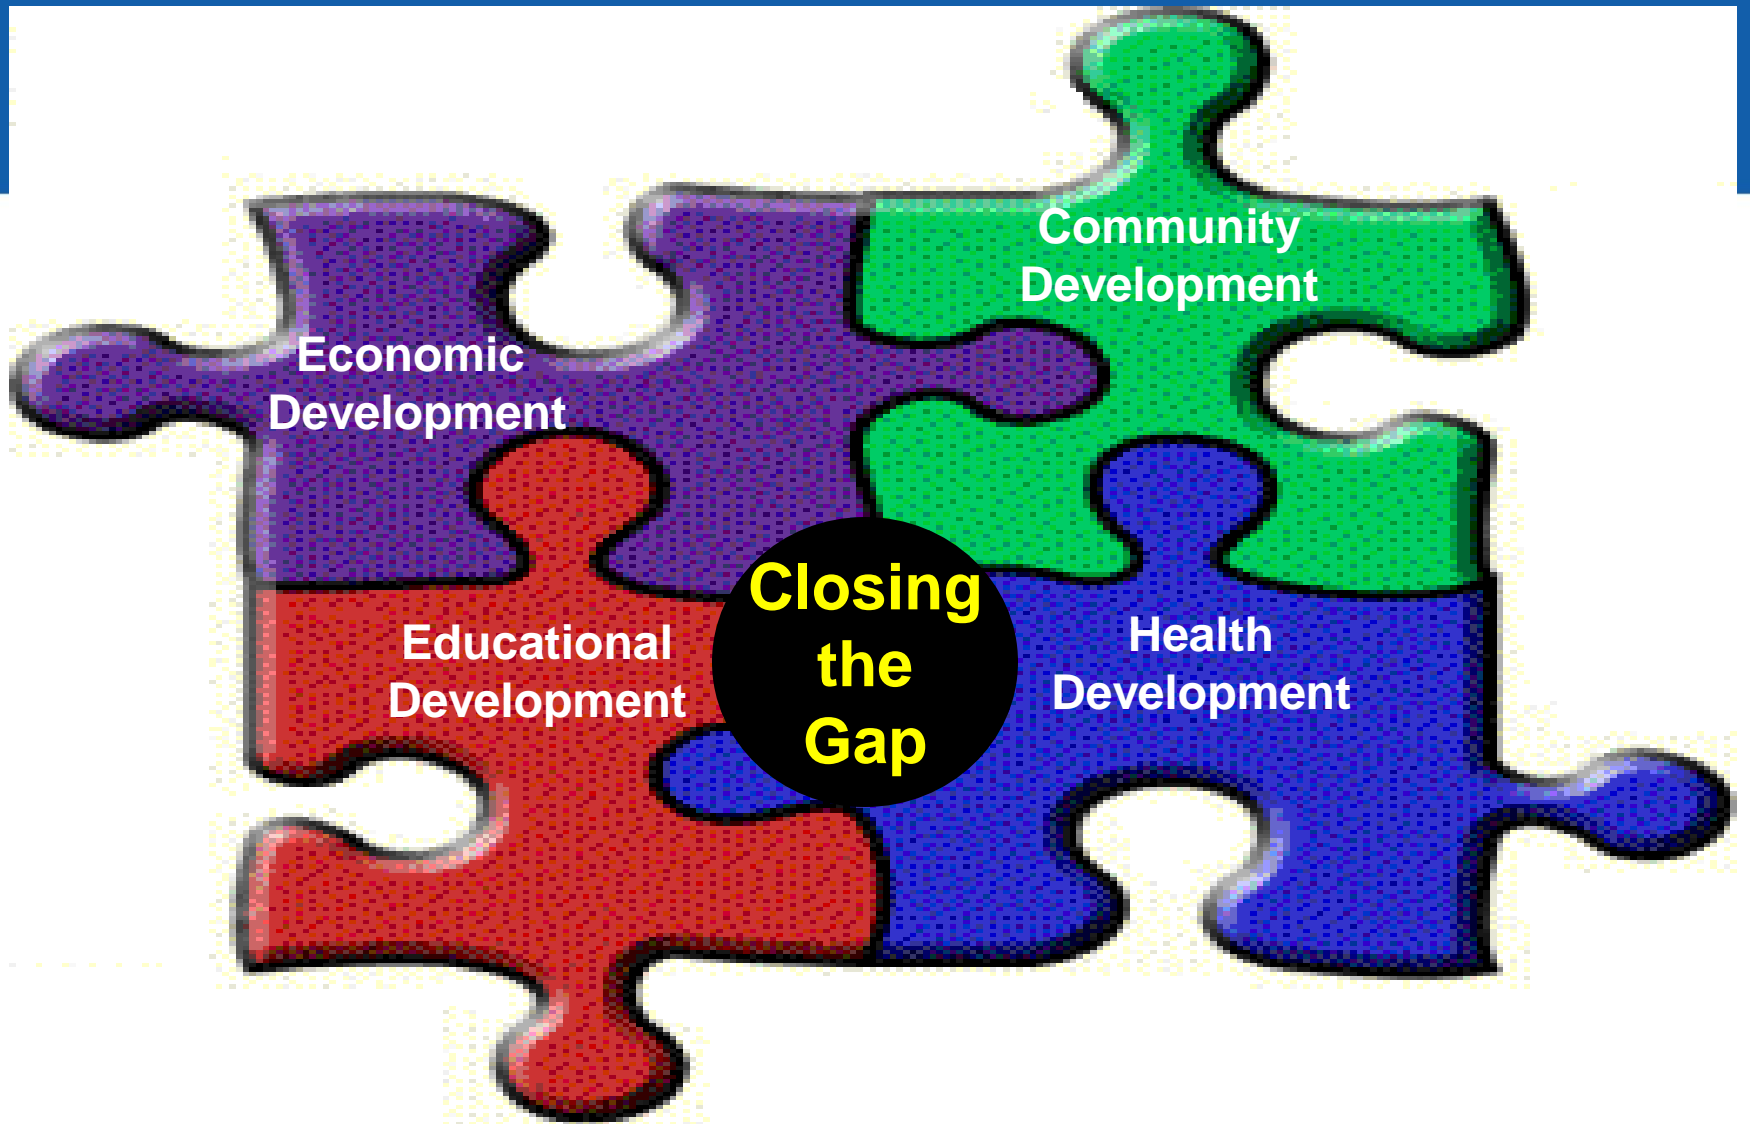 Community
Development
Economic
Development
Closing
the
Gap
Educational
Development
Health
Development